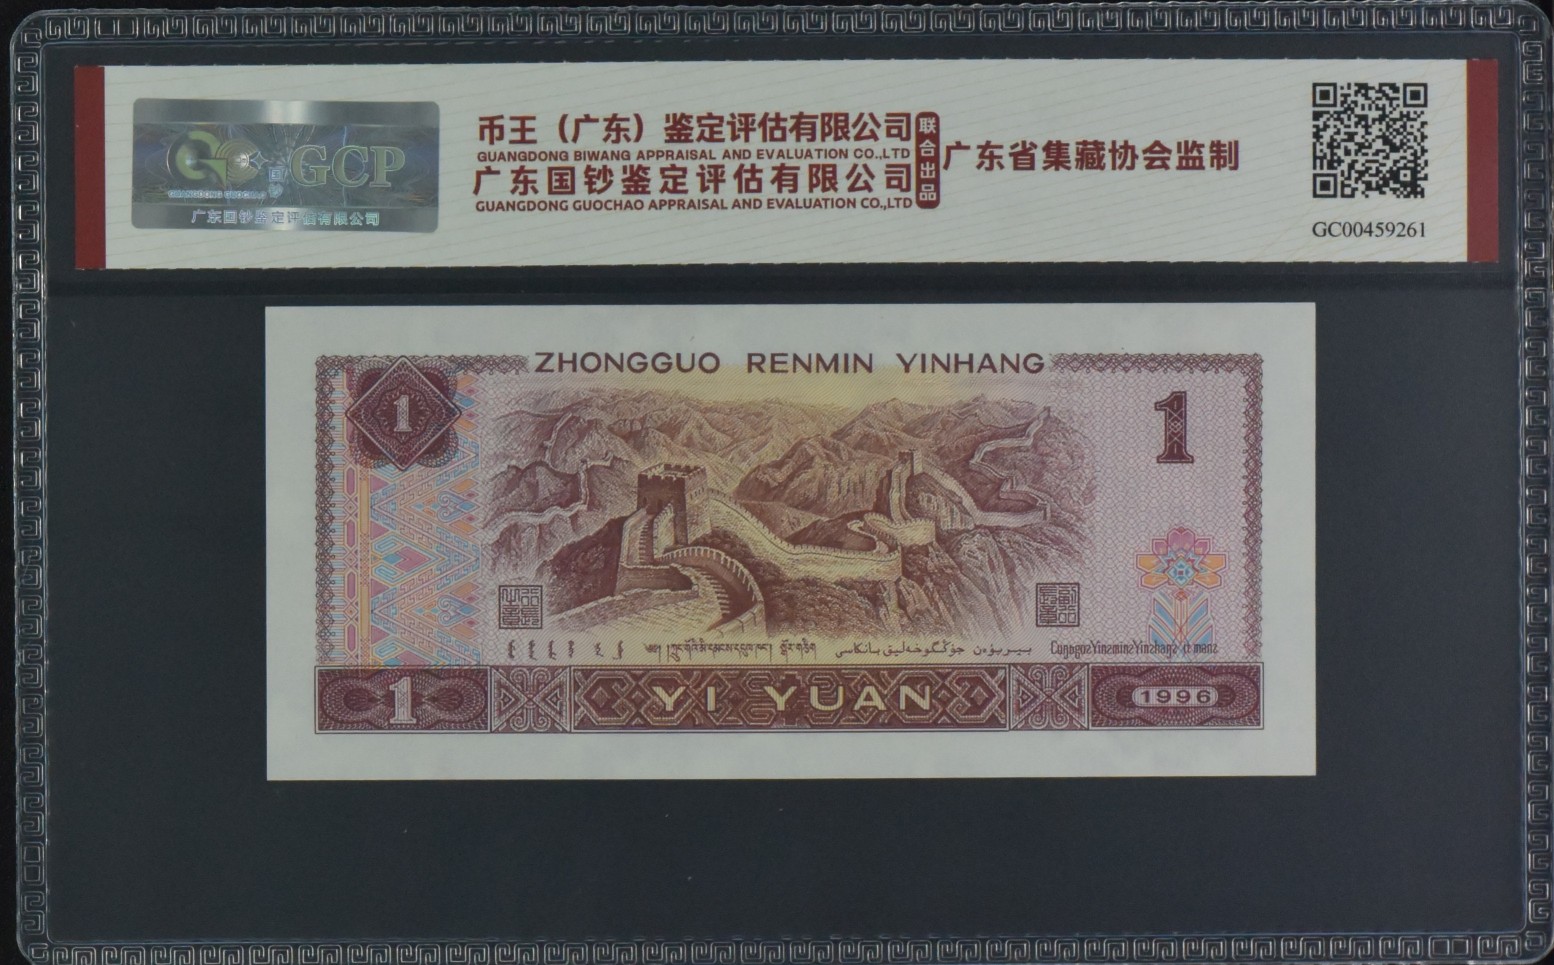 GCP
GUANGDONG GUOCHAO
广东国钞鉴定评估有限公司
币王（广东）鉴定评估有限公司
GUANGDONG BIWANG APPRAISAL AND EVALUATION CO.,LTD
广东国钞鉴定评估有限公司
GUANGDONG GUOCHAO APPRAISAL AND EVALUATION CO.,LTD
联合出品
广东省集藏协会监制
GC00459261
ZHONGGUO RENMIN YINHANG
1
1
1
YI YUAN
1996